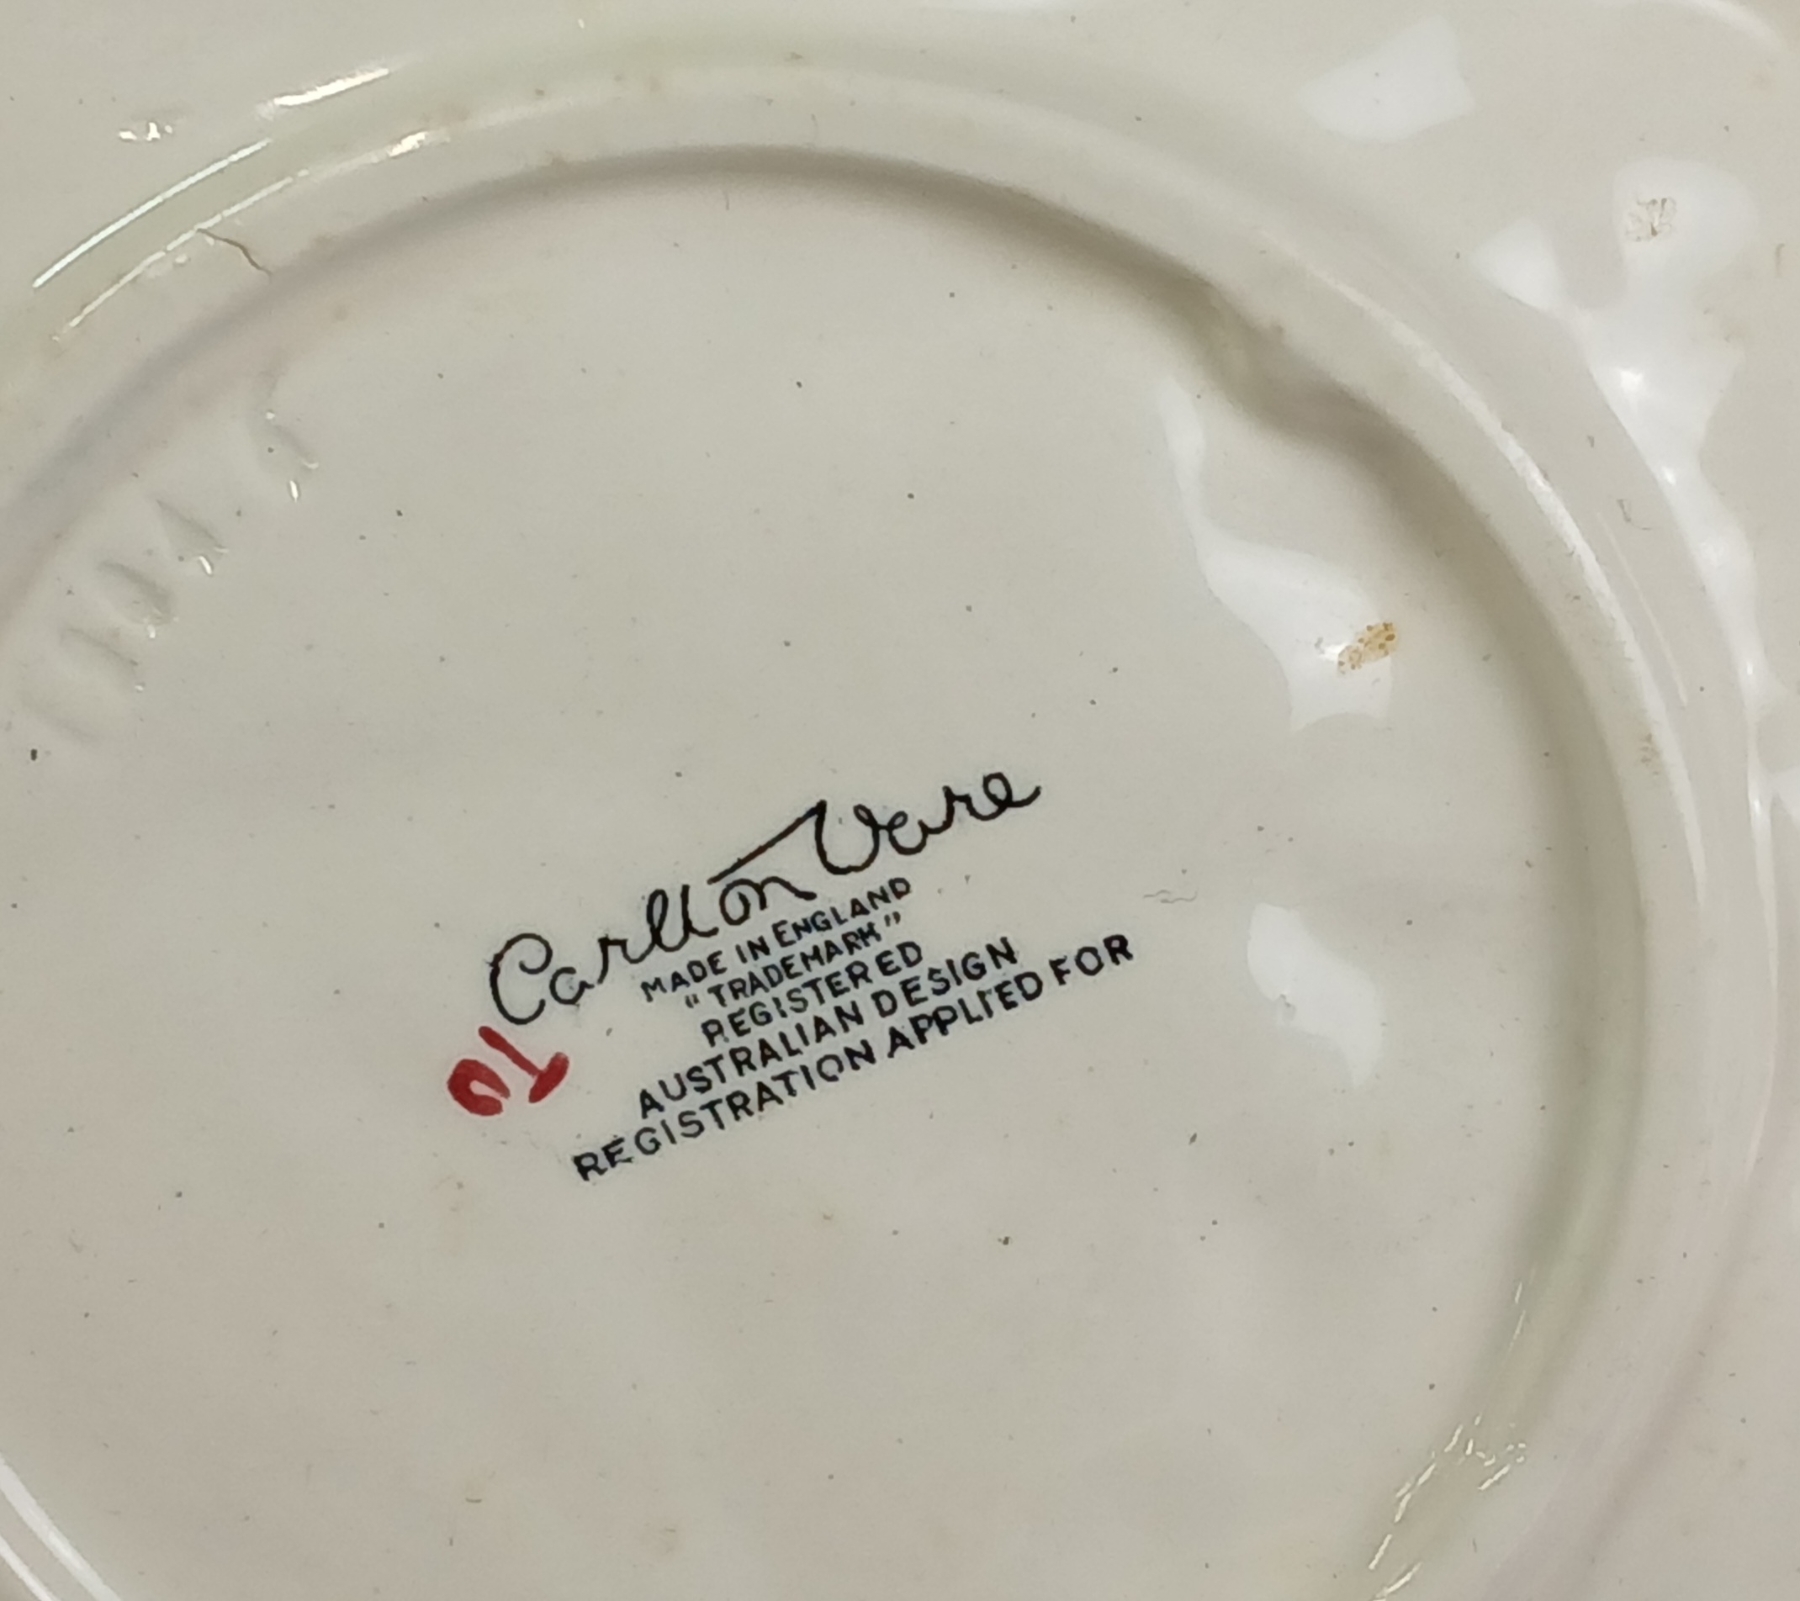 Carlton Ware
MADE IN ENGLAND
"TRADEMARK"
REGISTERED
AUSTRALIAN DESIGN
REGISTRATION APPLIED FOR